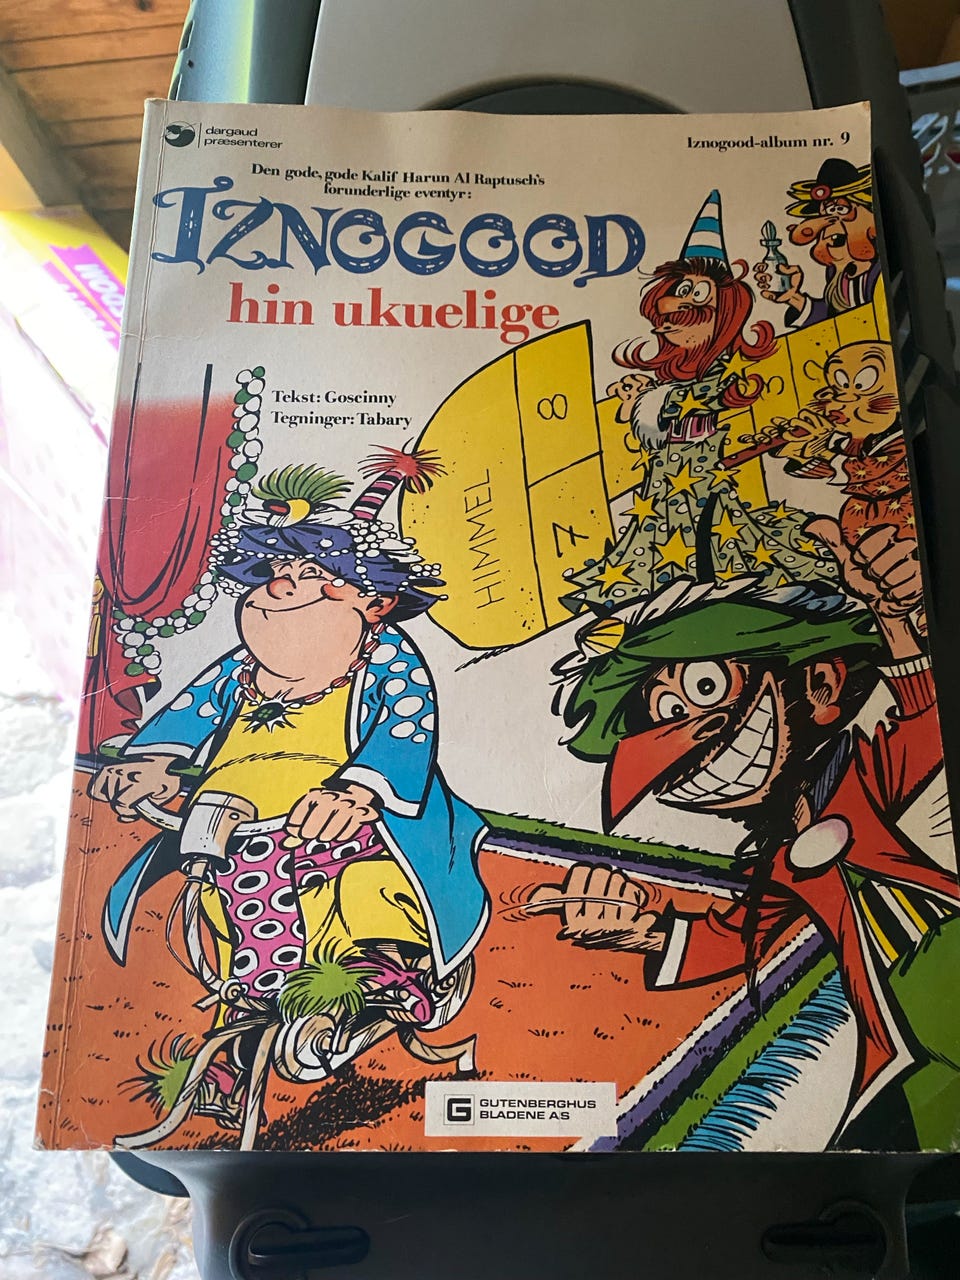 dargaud
præsenterer
Iznogood-album nr. 9
Den gode, gode Kalif Harun Al Raptusch's
forunderlige eventyr:
IZNOGOOD
hin ukuelige
Tekst: Goscinny
Tegninger: Tabary
8
7
HIMMEL
G GUTENBERGHUS
BLADENE AS